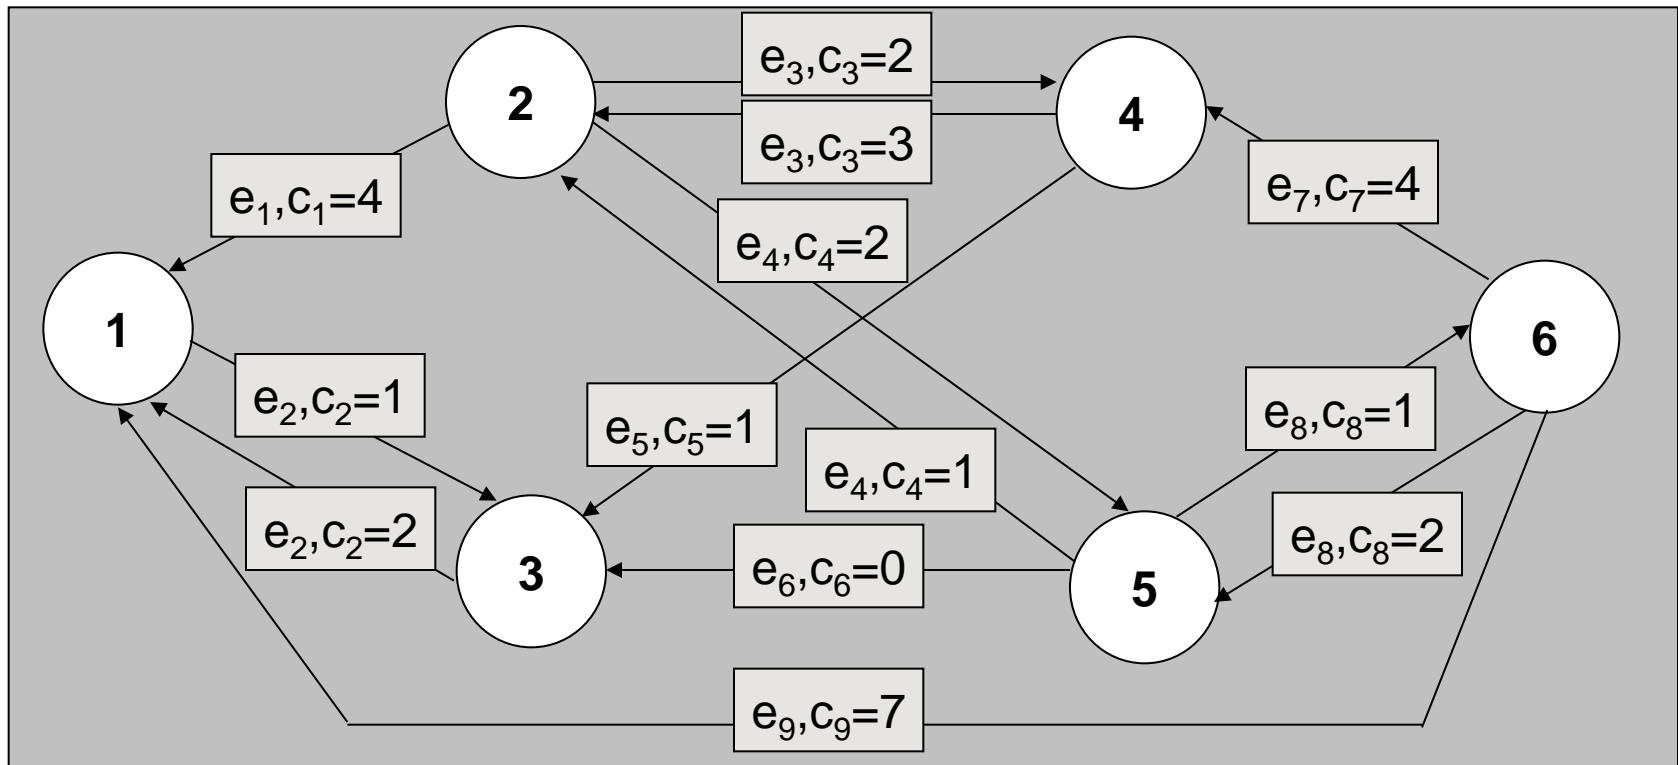 e₃,c₃=2
2
4
e₃,c₃=3
e₇,c₇=4
e₁,c₁=4
e₄,c₄=2
1
6
e₂,c₂=1
e₈,c₈=1
e₅,c₅=1
e₄,c₄=1
e₂,c₂=2
e₈,c₈=2
3
e₆,c₆=0
5
e₉,c₉=7